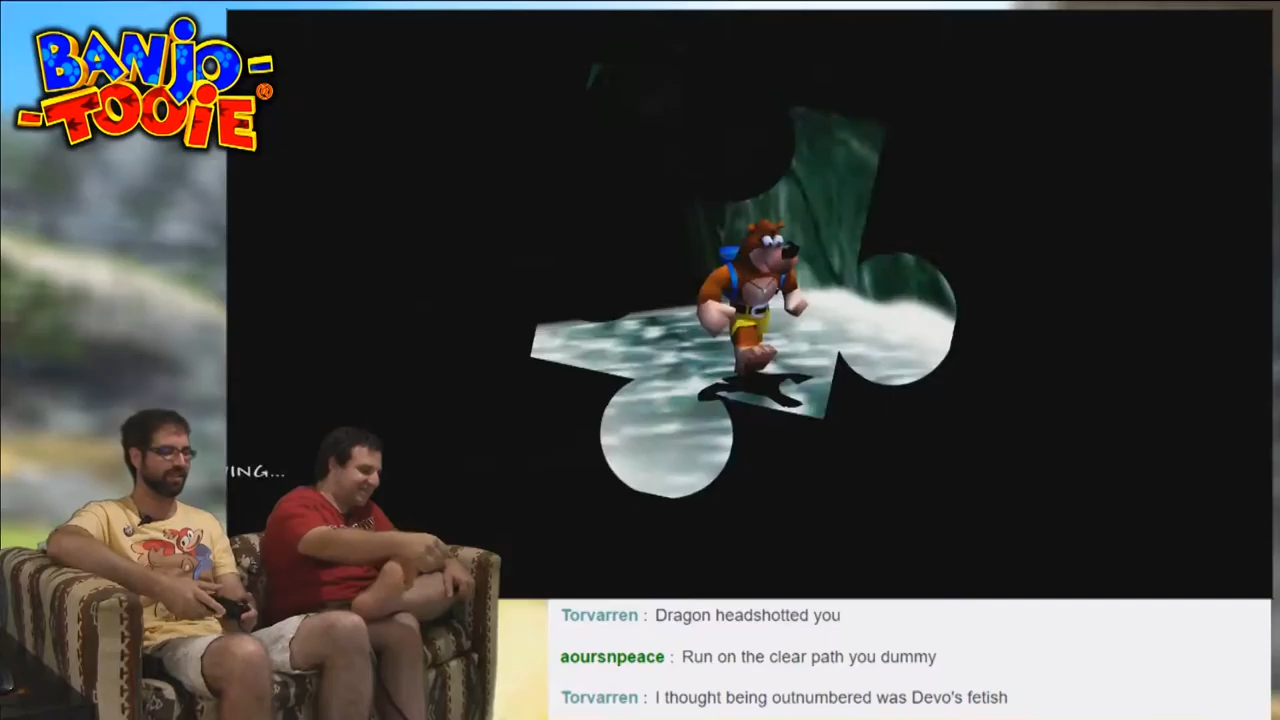 BANJO-
-TOOIE®
ING...
Torvarren : Dragon headshotted you
aoursnpeace : Run on the clear path you dummy
Torvarren : I thought being outnumbered was Devo's fetish